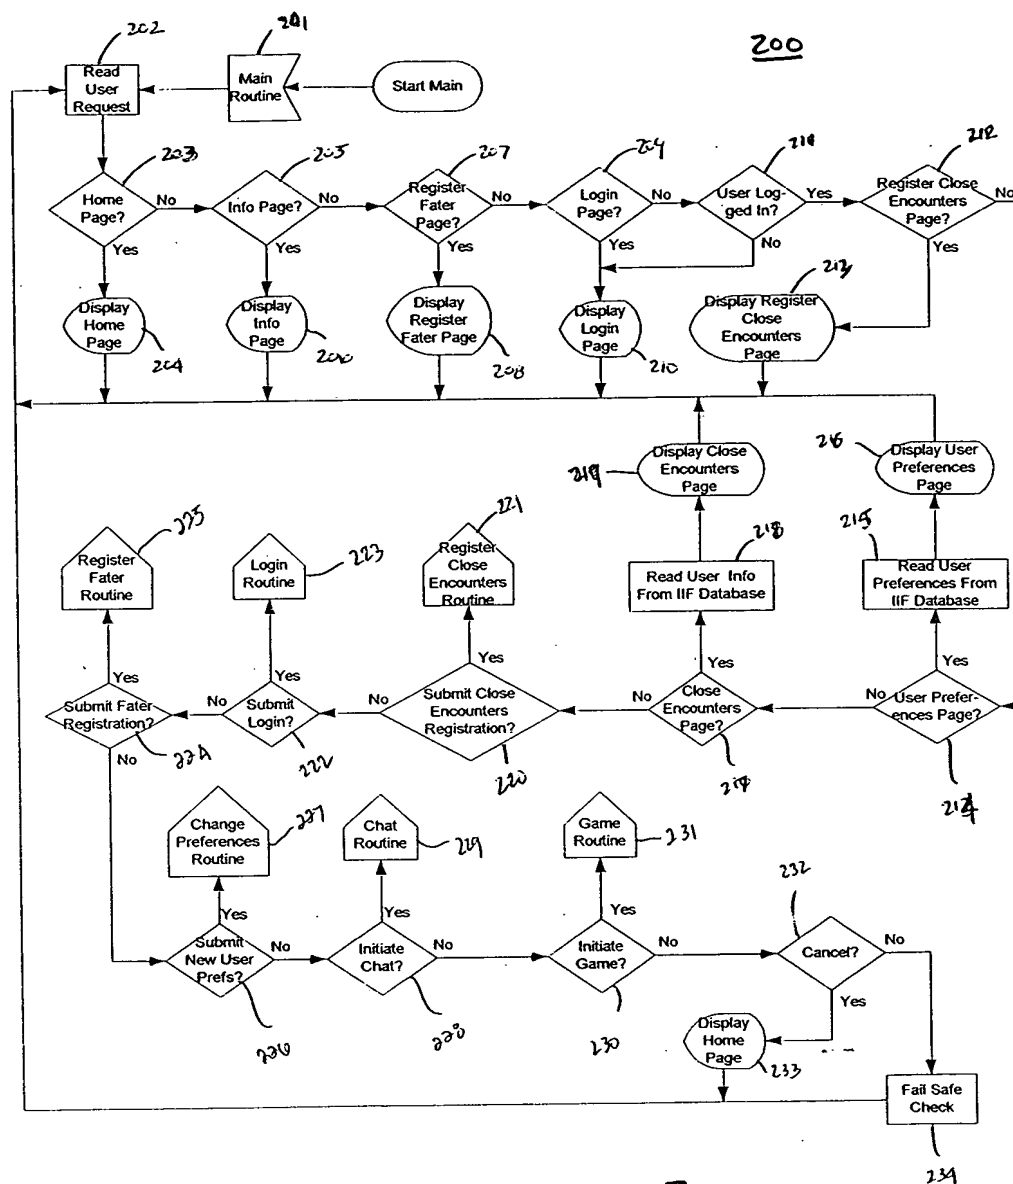 200
202
201
Read
User
Request
Main
Routine
Start Main
203
205
207
209
211
212
Home
Page?
No
Info Page?
No
Register
Fater
Page?
No
Login
Page?
No
User Log-
ged In?
Yes
Register Close
Encounters
Page?
No
Yes
Yes
Yes
Yes
No
Yes
Display
Home
Page
204
Display
Info
Page
206
Display
Register
Fater Page
208
Display
Login
Page
210
213
Display Register
Close
Encounters
Page
219
Display Close
Encounters
Page
216
Display User
Preferences
Page
225
Register
Fater
Routine
223
Login
Routine
221
Register
Close
Encounters
Routine
218
Read User Info
From IIF Database
215
Read User
Preferences From
IIF Database
Yes
Yes
Yes
Yes
Yes
Submit Fater
Registration?
No
Submit
Login?
No
Submit Close
Encounters
Registration?
No
Close
Encounters
Page?
No
User Prefer-
ences Page?
No
224
222
220
217
214
Change
Preferences
Routine
227
Chat
Routine
229
Game
Routine
231
232
Yes
Yes
Yes
Submit
New User
Prefs?
No
Initiate
Chat?
No
Initiate
Game?
No
Cancel?
No
Yes
226
228
230
Display
Home
Page
233
Fail Safe
Check
234